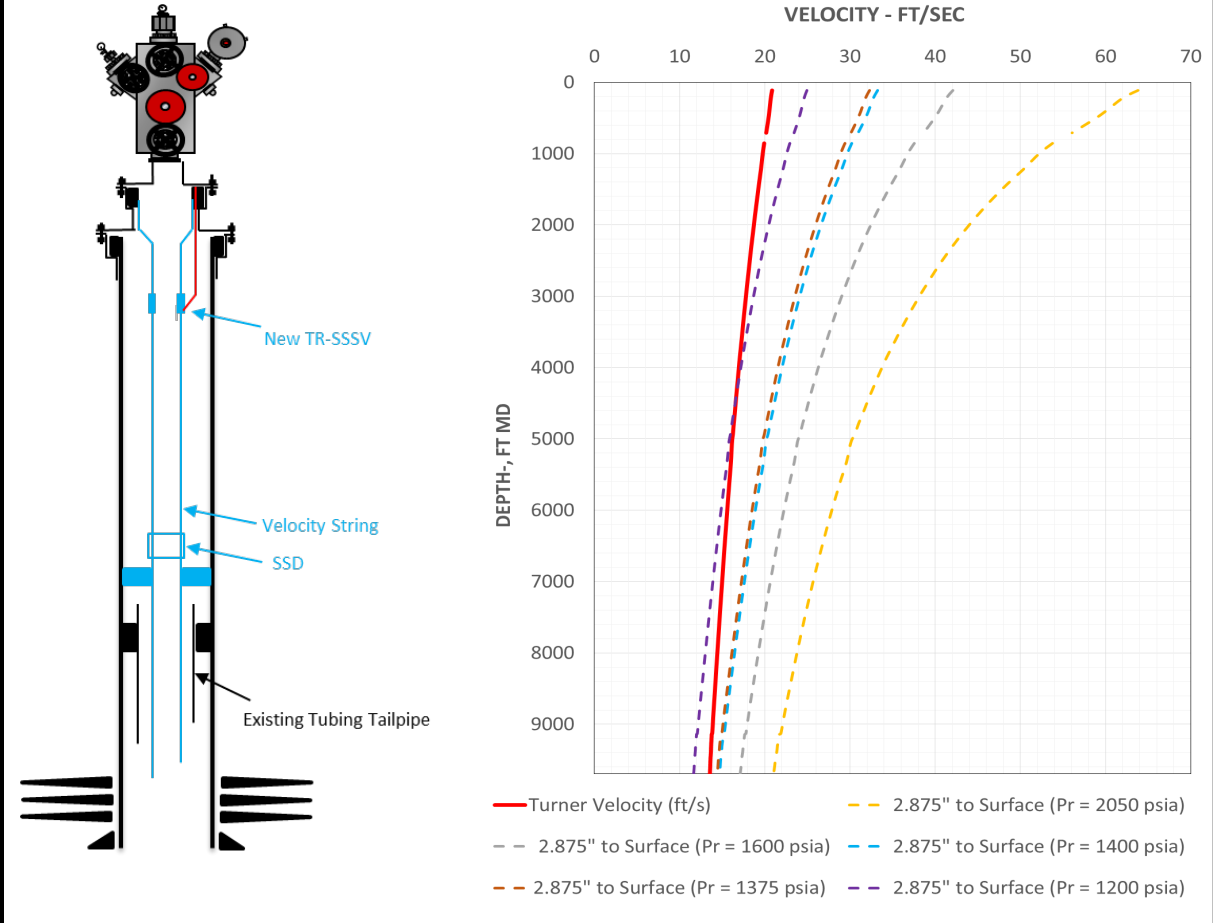 New TR-SSSV
Velocity String
SSD
Existing Tubing Tailpipe
VELOCITY - FT/SEC
0 10 20 30 40 50 60 70
DEPTH-, FT MD
0
1000
2000
3000
4000
5000
6000
7000
8000
9000
Turner Velocity (ft/s)
2.875" to Surface (Pr = 2050 psia)
2.875" to Surface (Pr = 1600 psia)
2.875" to Surface (Pr = 1400 psia)
2.875" to Surface (Pr = 1375 psia)
2.875" to Surface (Pr = 1200 psia)